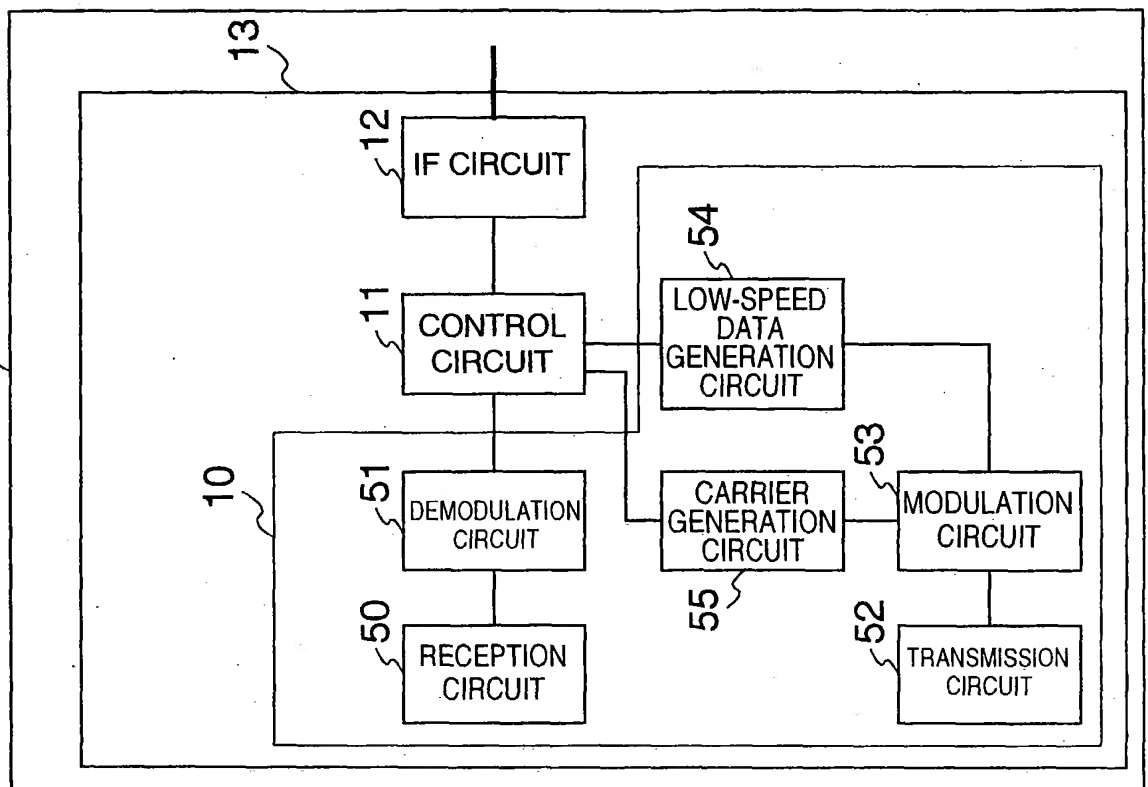 13
12
IF CIRCUIT
11
CONTROL
CIRCUIT
54
LOW-SPEED
DATA
GENERATION
CIRCUIT
10
51
DEMODULATION
CIRCUIT
CARRIER
GENERATION
CIRCUIT
55
53
MODULATION
CIRCUIT
50
RECEPTION
CIRCUIT
52
TRANSMISSION
CIRCUIT